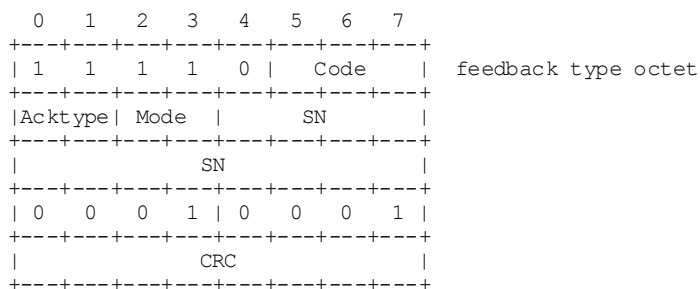 0   1   2   3   4   5   6   7
+---+---+---+---+---+---+---+---+
| 1   1   1   1   0 |   Code    |  feedback type octet
+---+---+---+---+---+---+---+---+
|Acktype| Mode  |      SN       |
+---+---+---+---+---+---+---+---+
|              SN               |
+---+---+---+---+---+---+---+---+
| 0   0   0   1 | 0   0   0   1 |
+---+---+---+---+---+---+---+---+
|              CRC              |
+---+---+---+---+---+---+---+---+